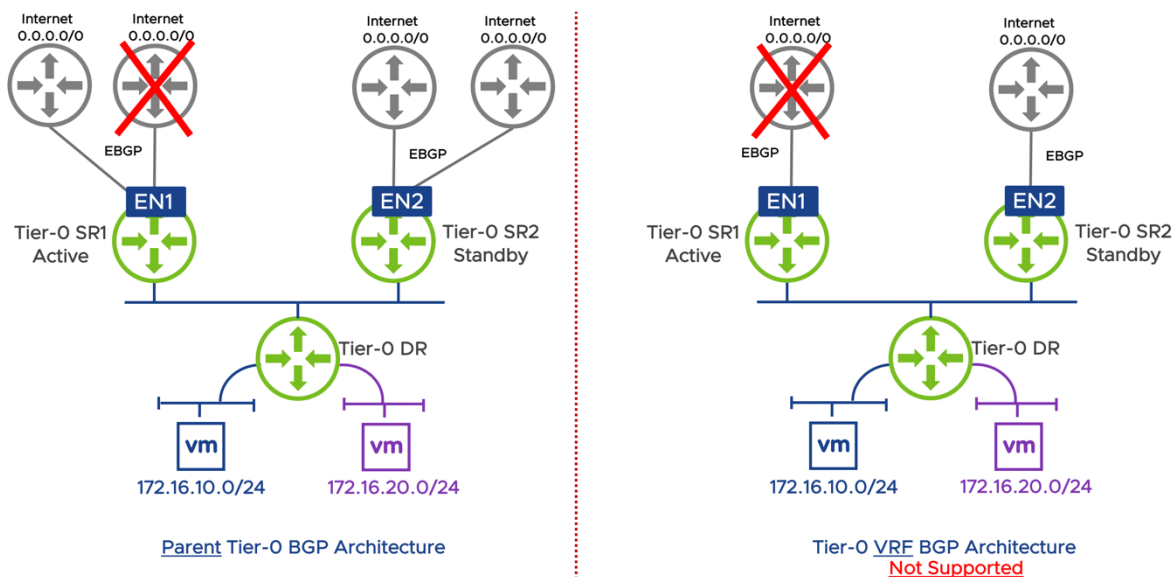 Internet
0.0.0.0/0
Internet
0.0.0.0/0
Internet
0.0.0.0/0
Internet
0.0.0.0/0
EBGP
EBGP
EN1
EN2
Tier-0 SR1
Active
Tier-0 SR2
Standby
Tier-0 DR
vm
vm
172.16.10.0/24
172.16.20.0/24
Parent Tier-0 BGP Architecture
Internet
0.0.0.0/0
Internet
0.0.0.0/0
EBGP
EBGP
EN1
EN2
Tier-0 SR1
Active
Tier-0 SR2
Standby
Tier-0 DR
vm
vm
172.16.10.0/24
172.16.20.0/24
Tier-0 VRF BGP Architecture
Not Supported